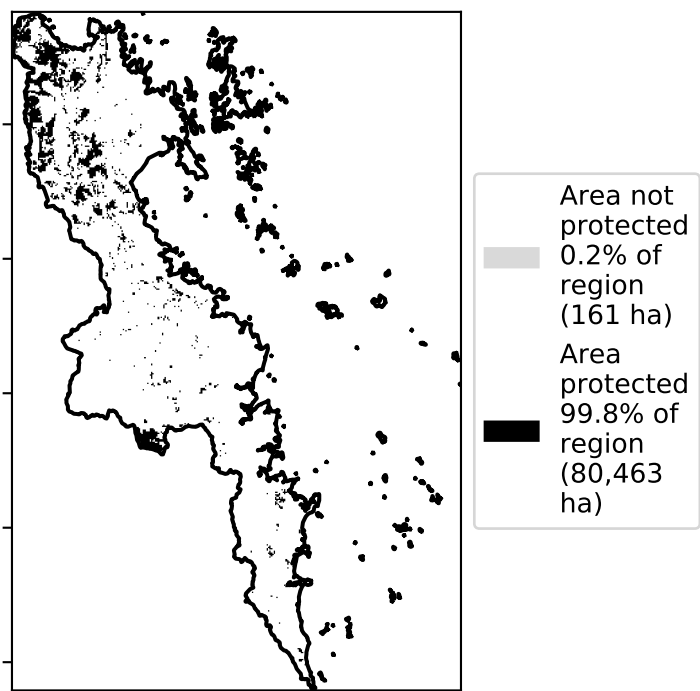 Area not
protected
0.2% of
region
(161 ha)
Area
protected
99.8% of
region
(80,463
ha)